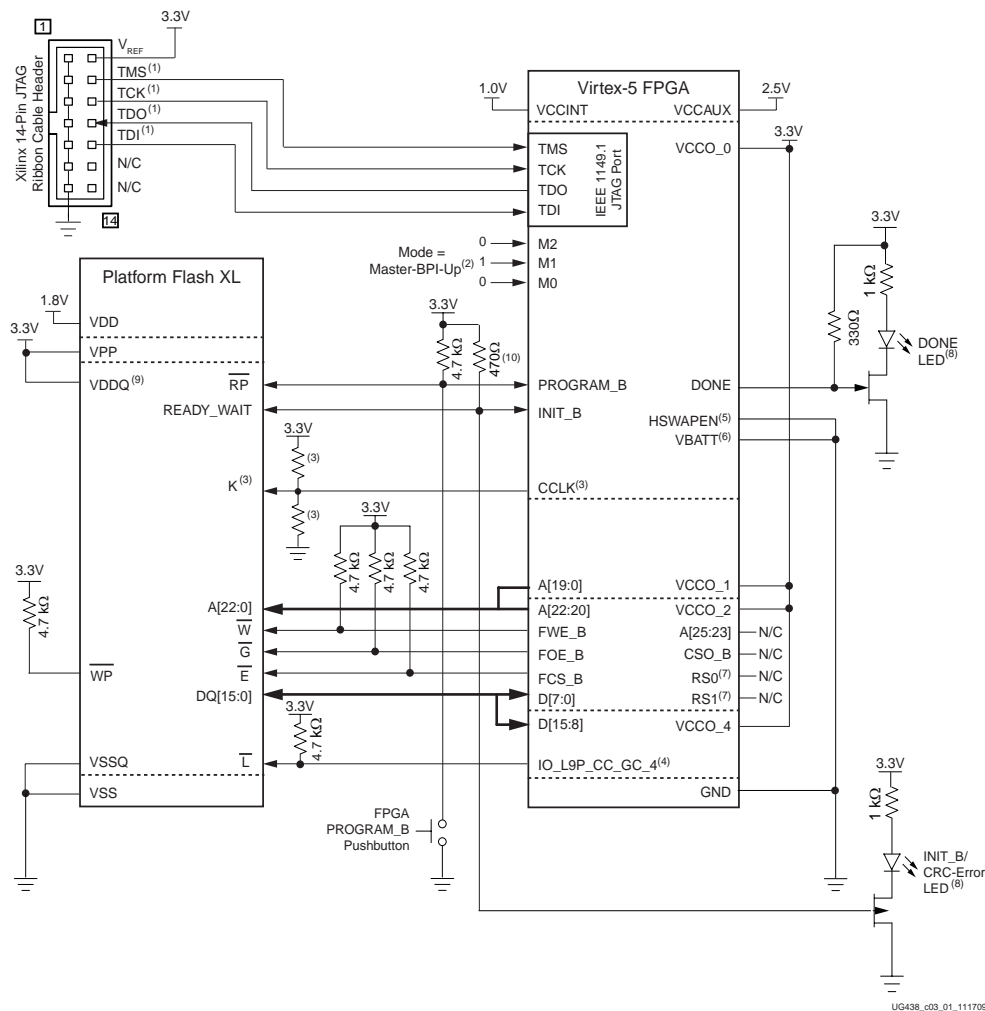 1
3.3V
VREF
TMS(1)
TCK(1)
TDO(1)
TDI(1)
N/C
N/C
14
Xilinx 14-Pin JTAG
Ribbon Cable Header
Virtex-5 FPGA
1.0V
VCCINT
VCCAUX
2.5V
TMS
TCK
TDO
TDI
IEEE 1149.1
JTAG Port
VCCO_0
3.3V
Mode =
Master-BPI-Up(2)
0
1
0
M2
M1
M0
Platform Flash XL
1.8V
VDD
3.3V
VPP
VDDQ(9)
RP
READY_WAIT
3.3V
4.7 kΩ
470Ω
(10)
PROGRAM_B
INIT_B
DONE
HSWAPEN(5)
VBATT(6)
3.3V
330Ω
1 kΩ
DONE
LED(8)
3.3V
(3)
(3)
K(3)
CCLK(3)
3.3V
4.7 kΩ
4.7 kΩ
4.7 kΩ
3.3V
4.7 kΩ
WP
A[22:0]
W
G
E
DQ[15:0]
A[19:0]
A[22:20]
FWE_B
FOE_B
FCS_B
D[7:0]
D[15:8]
VCCO_1
VCCO_2
A[25:23]
N/C
CSO_B
N/C
RS0(7)
N/C
RS1(7)
N/C
VCCO_4
3.3V
4.7 kΩ
L
IO_L9P_CC_GC_4(4)
VSSQ
VSS
GND
FPGA
PROGRAM_B
Pushbutton
3.3V
1 kΩ
INIT_B/
CRC-Error
LED(8)
UG438_c03_01_111709